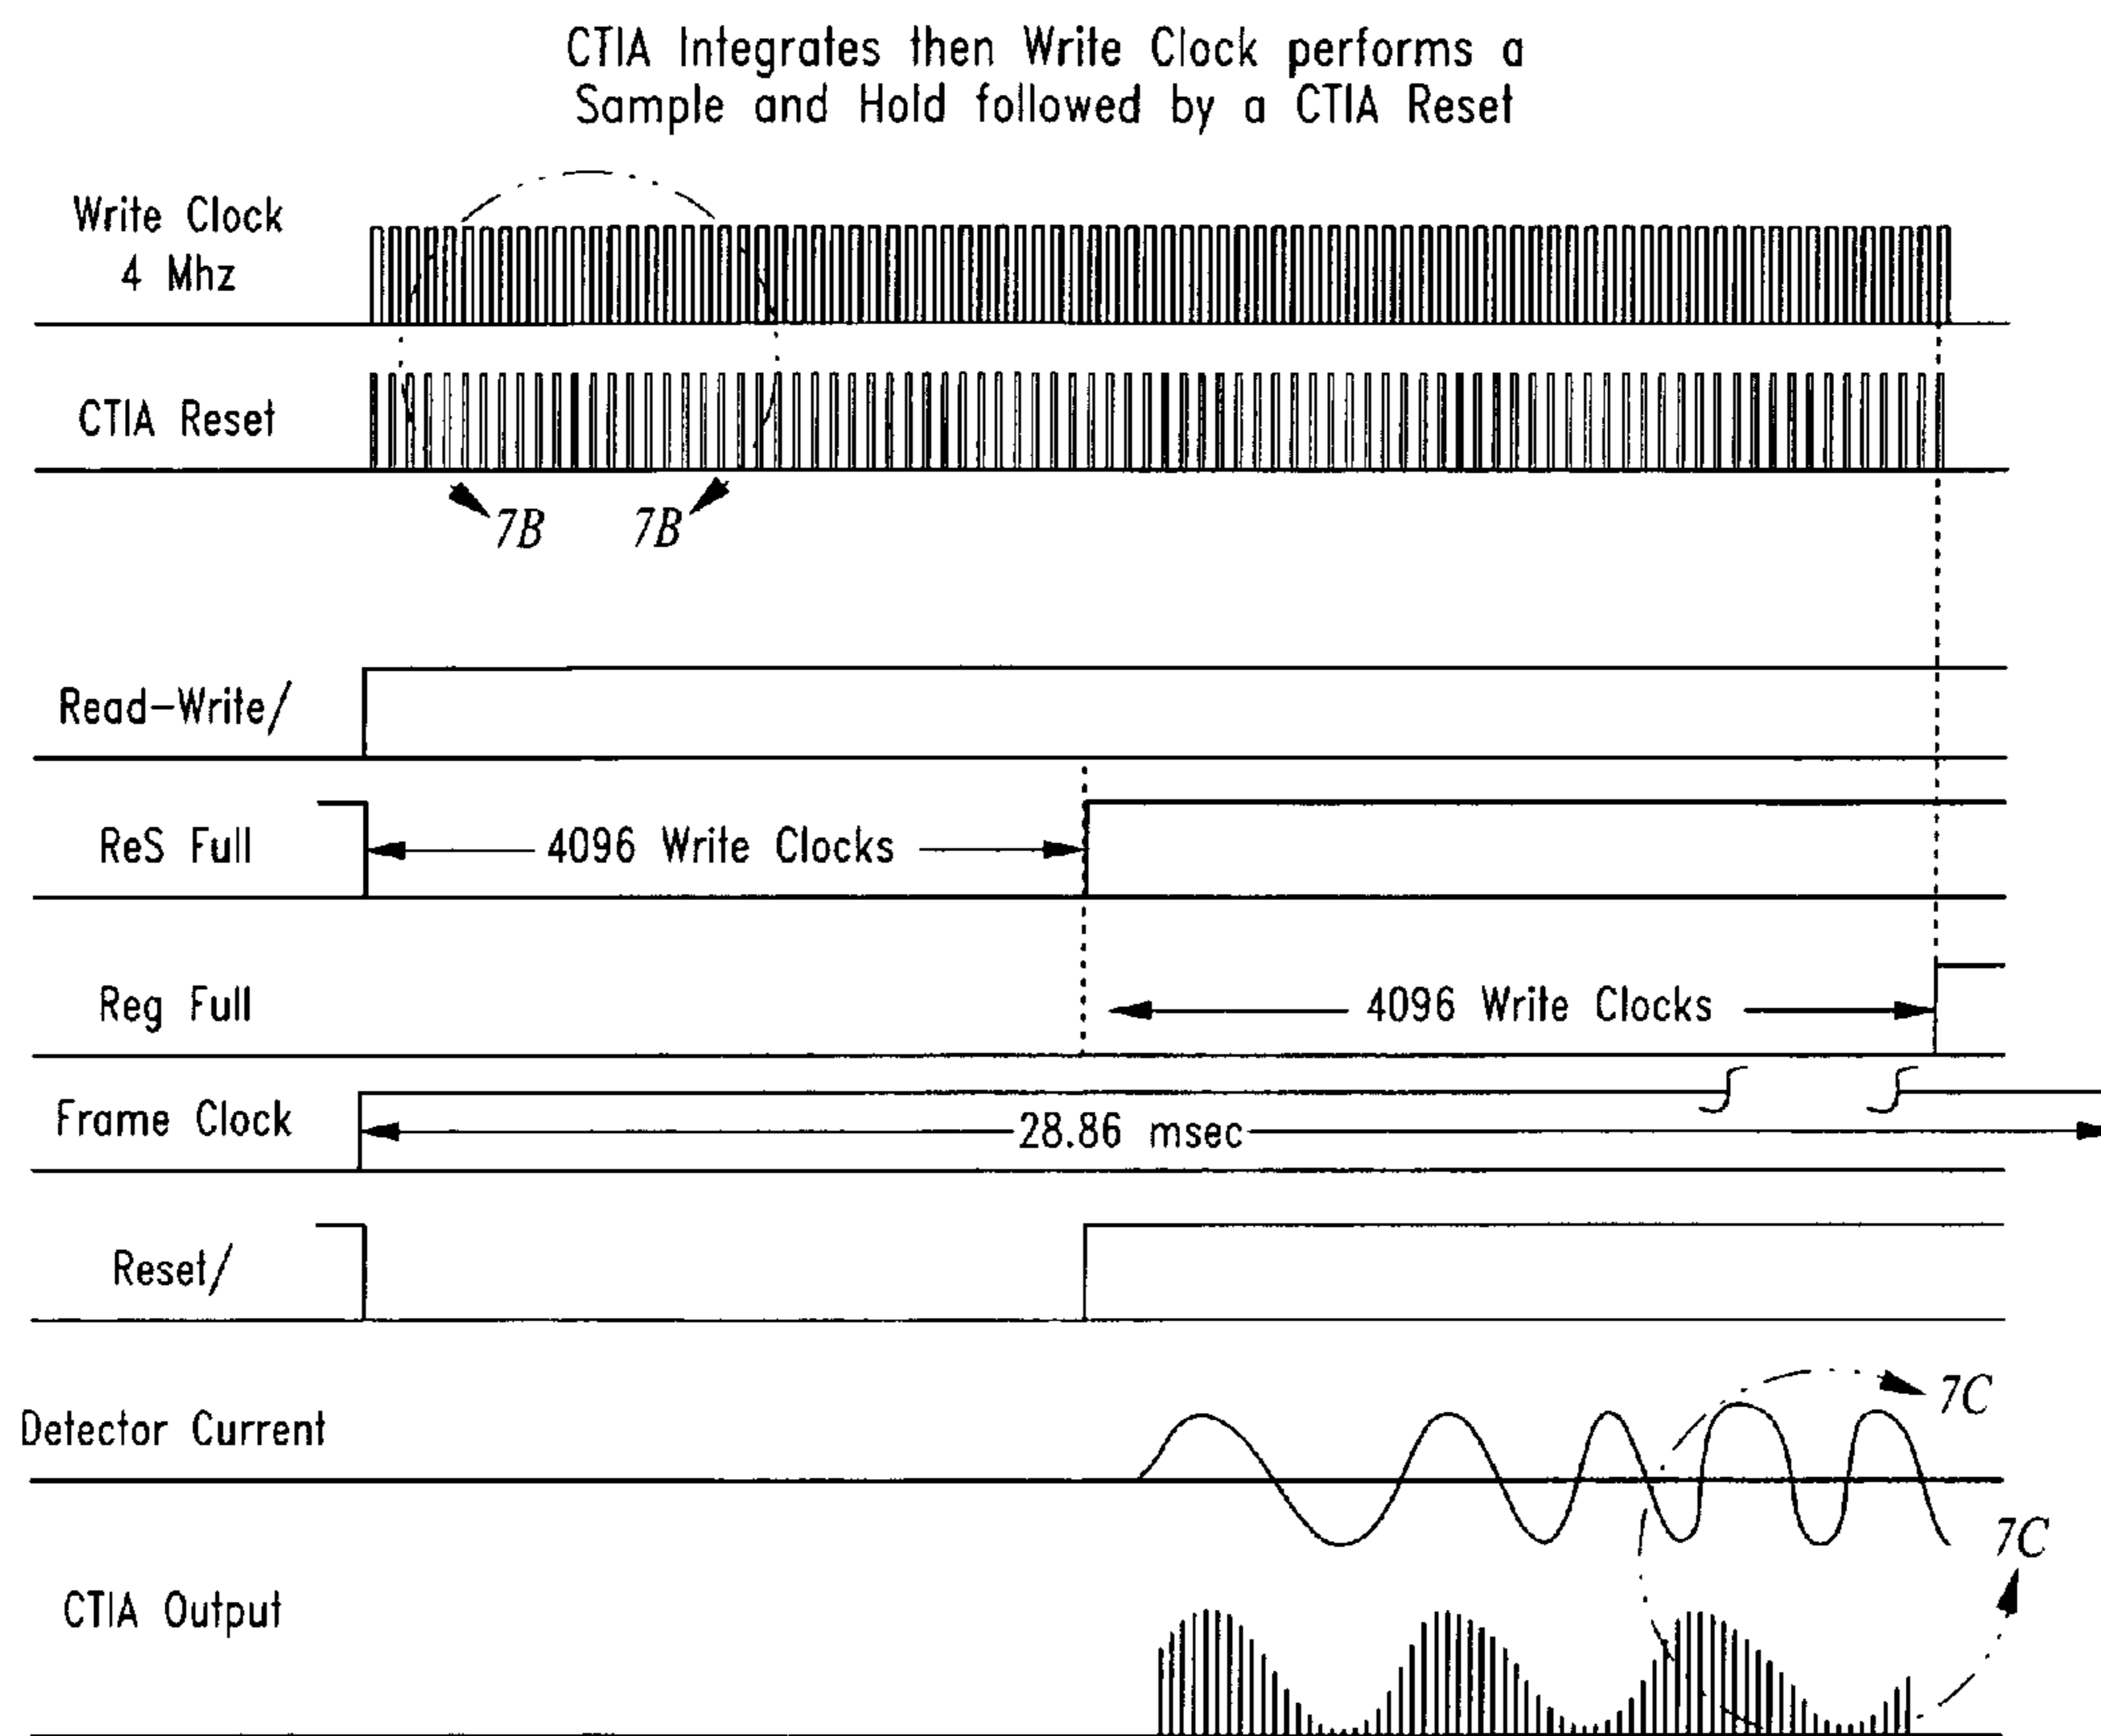 CTIA Integrates then Write Clock performs a
Sample and Hold followed by a CTIA Reset
Write Clock
4 Mhz
CTIA Reset
7B 7B
Read-Write/
ReS Full
4096 Write Clocks
Reg Full
4096 Write Clocks
Frame Clock
28.86 msec
Reset/
Detector Current
7C
7C
CTIA Output